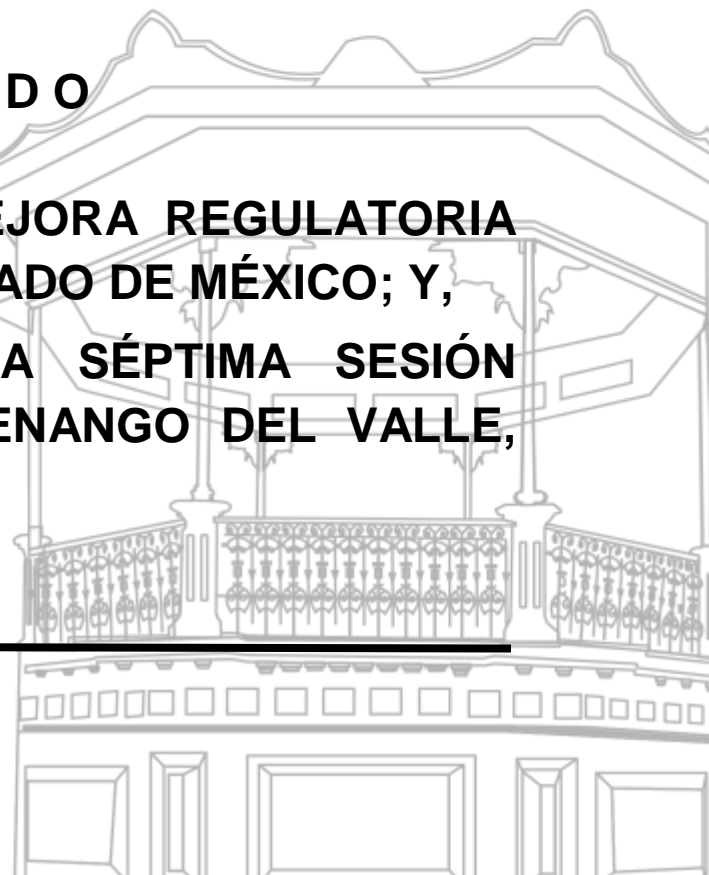 D O
EJORA REGULATORIA
ADO DE MÉXICO; Y,
A SÉPTIMA SESIÓN
ENANGO DEL VALLE,